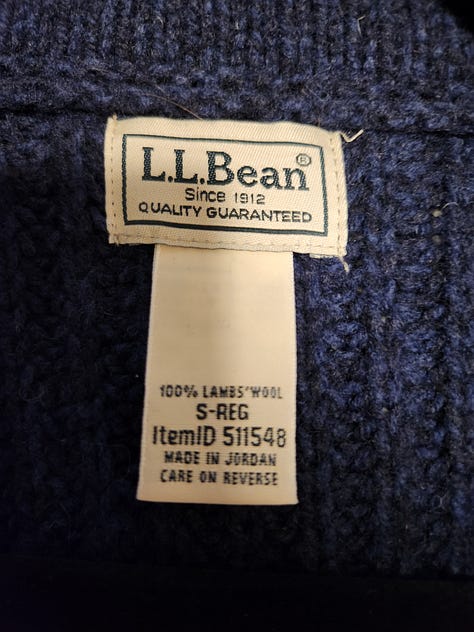 L.L.Bean®
Since 1912
QUALITY GUARANTEED
100% LAMBS'WOOL
S-REG
ItemID 511548
MADE IN JORDAN
CARE ON REVERSE